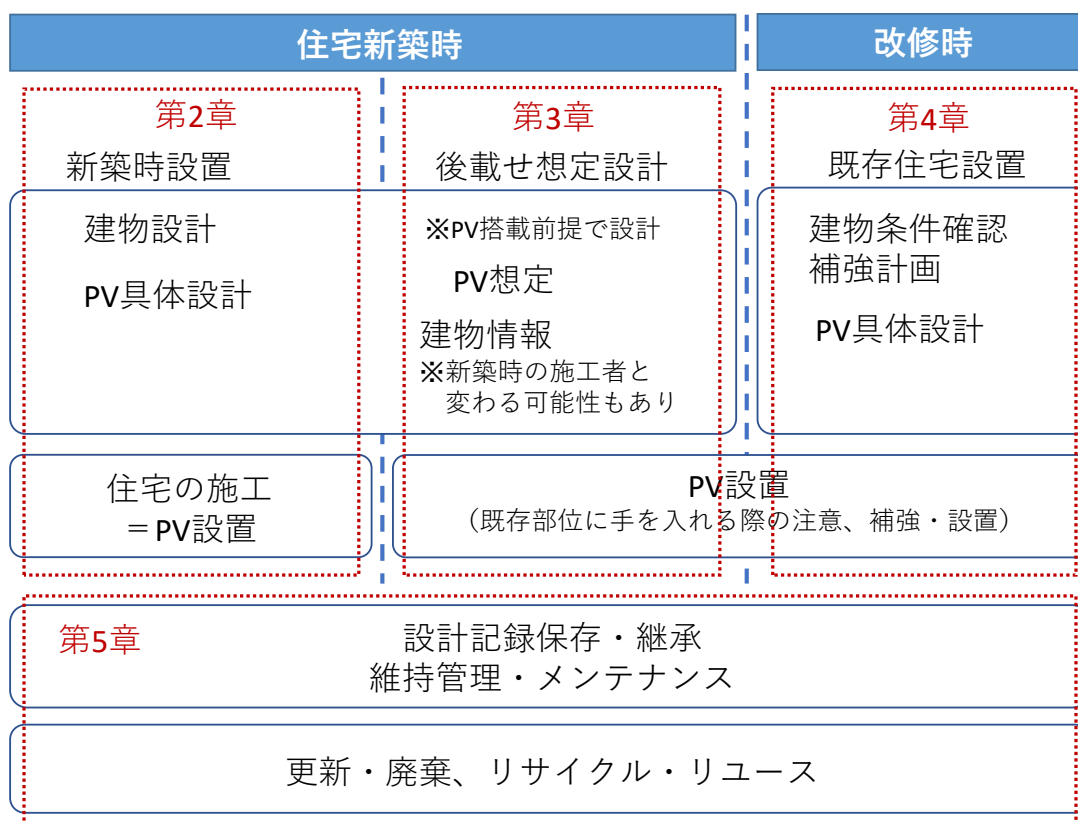 住宅新築時
改修時
第2章
新築時設置
建物設計
PV具体設計
第3章
後載せ想定設計
※PV搭載前提で設計
PV想定
建物情報
※新築時の施工者と
変わる可能性もあり
第4章
既存住宅設置
建物条件確認
補強計画
PV具体設計
住宅の施工
＝PV設置
PV設置
（既存部位に手を入れる際の注意、補強・設置）
第5章
設計記録保存・継承
維持管理・メンテナンス
更新・廃棄、リサイクル・リユース